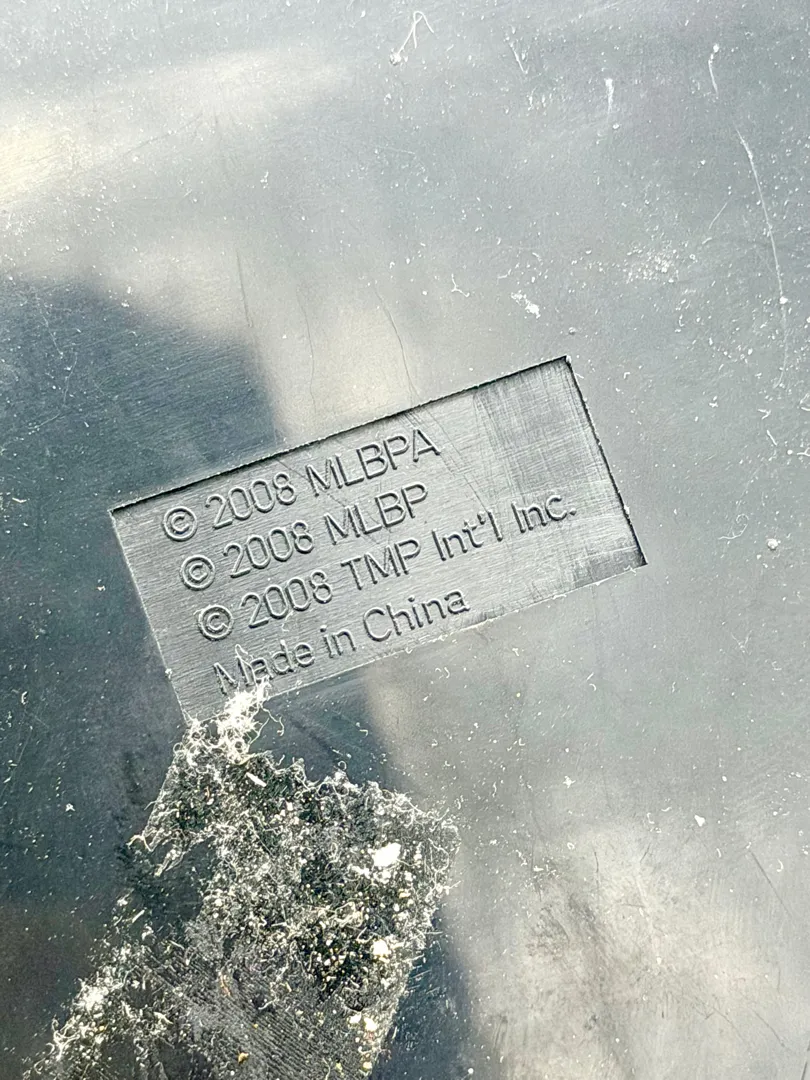 © 2008 MLBPA
© 2008 MLBP
© 2008 TMP Int'l Inc.
Made in China